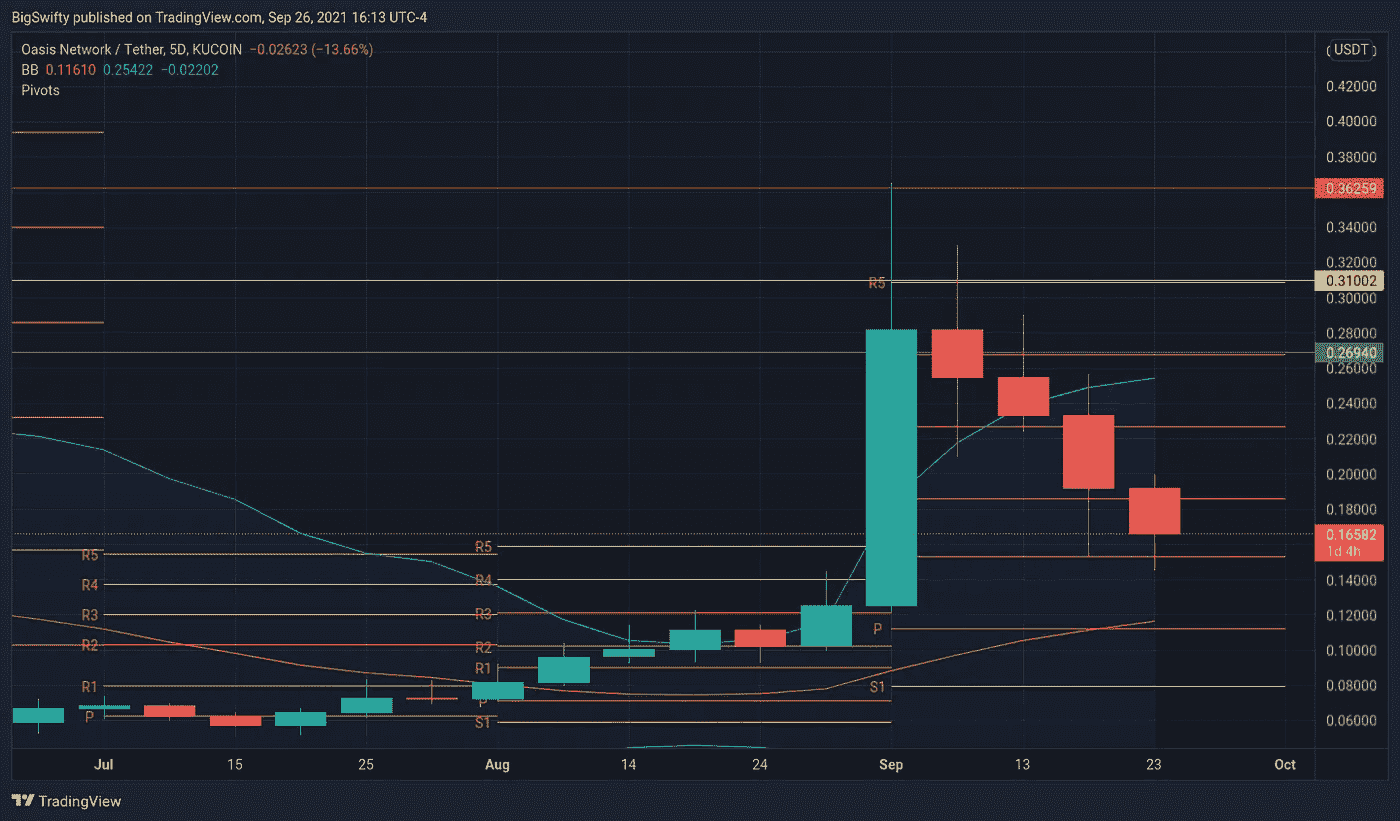 BigSwifty published on TradingView.com, Sep 26, 2021 16:13 UTC-4
Oasis Network / Tether, 5D, KUCOIN −0.02623 (−13.66%)
BB 0.11610 0.25422 −0.02202
Pivots
USDT
0.42000
0.40000
0.38000
0.36259
0.34000
0.32000
0.31002
0.30000
0.28000
0.26940
0.26000
0.24000
0.22000
0.20000
0.18000
0.16582
1d 4h
0.14000
0.12000
0.10000
0.08000
0.06000
R5
R4
R3
R2
R1
P
R5
R4
R3
R2
R1
P
S1
R5
P
S1
Jul 15 25 Aug 14 24 Sep 13 23 Oct
TradingView